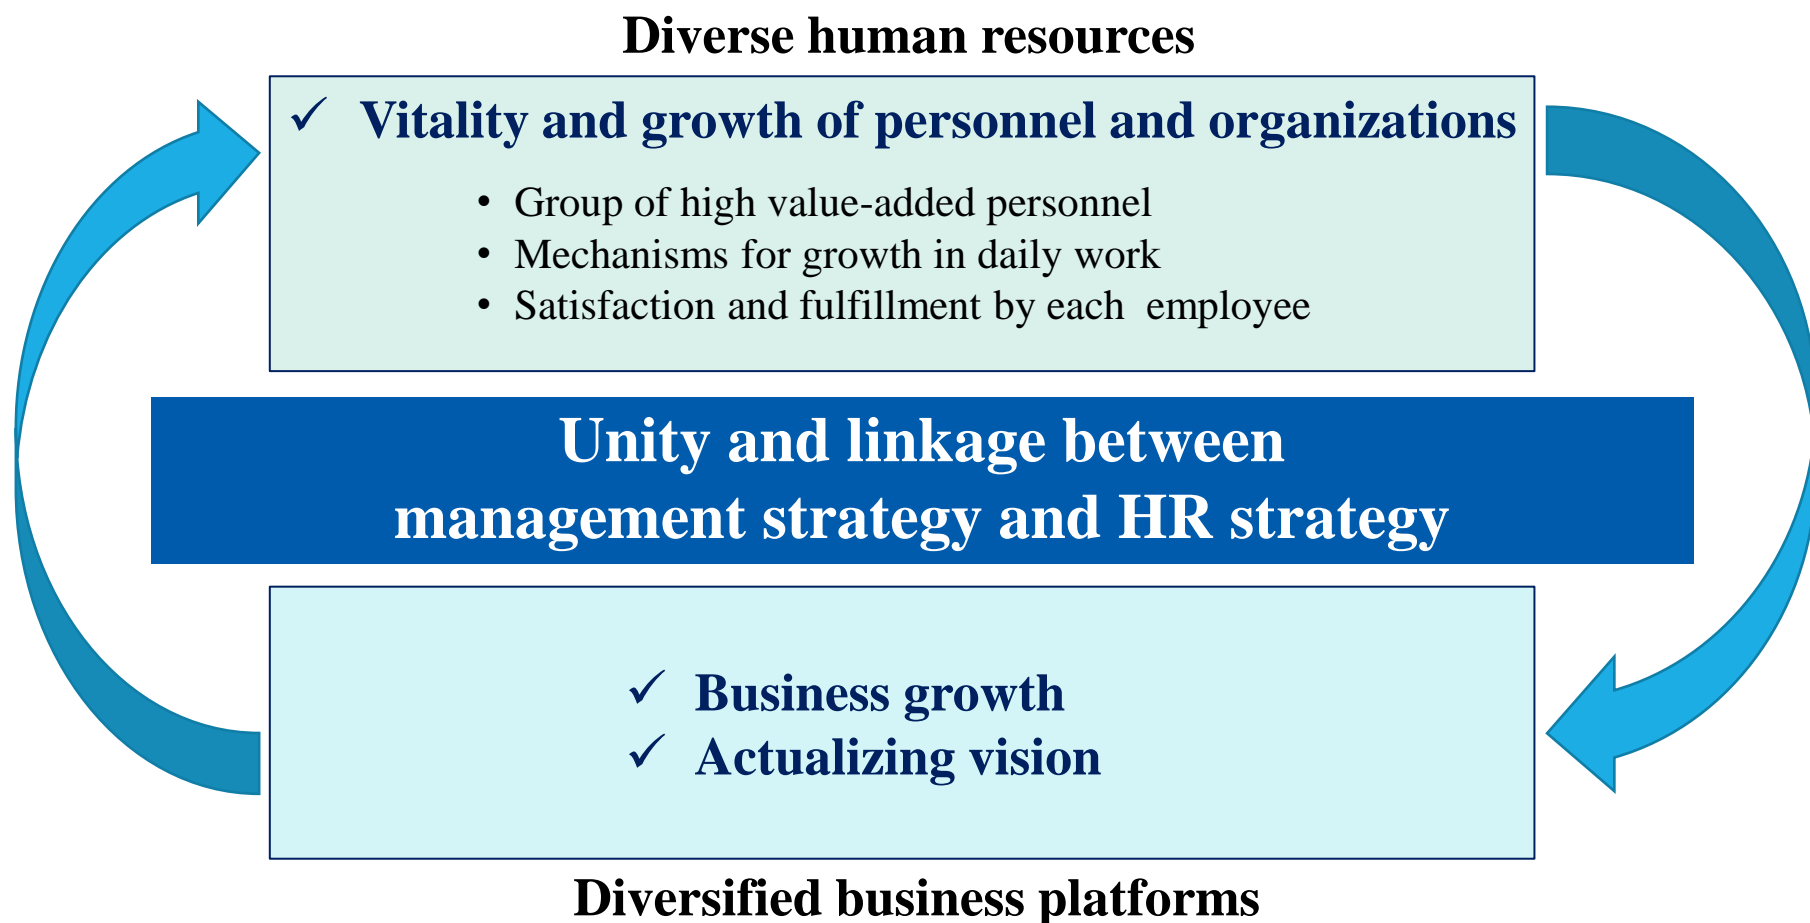 Diverse human resources
✓ Vitality and growth of personnel and organizations
• Group of high value-added personnel
• Mechanisms for growth in daily work
• Satisfaction and fulfillment by each  employee
Unity and linkage between
management strategy and HR strategy
✓ Business growth
✓ Actualizing vision
Diversified business platforms